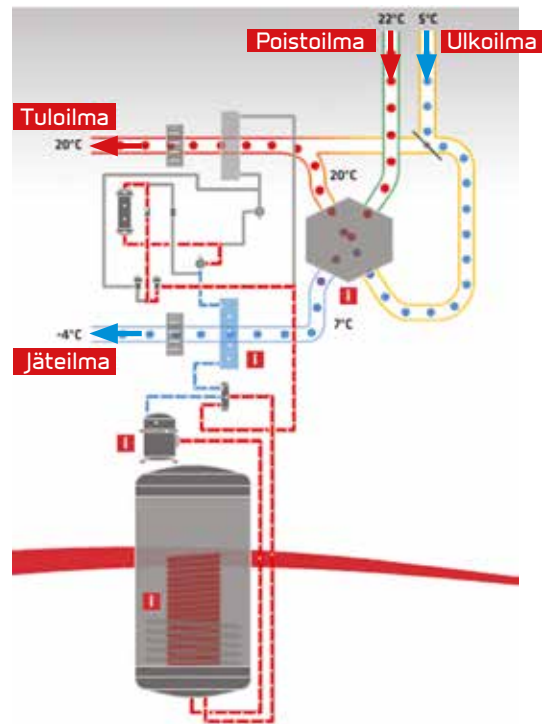 22°C 5°C
Poistoilma Ulkoilma
Tuloilma
20°C
20°C
-4°C
7°C
Jäteilma
i
i
i
i